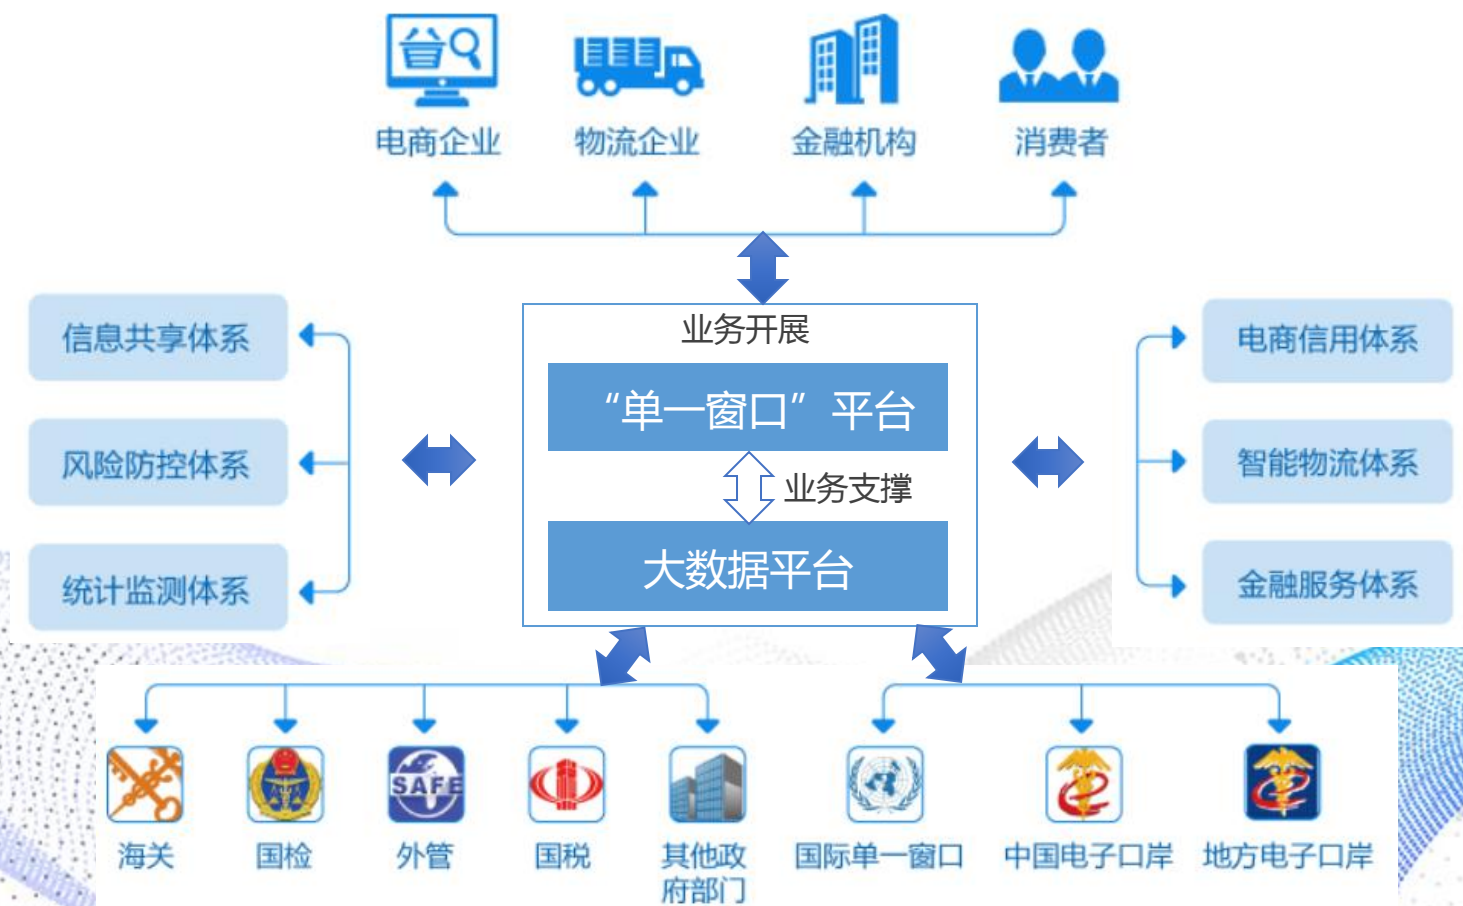 电商企业
物流企业
金融机构
消费者
业务开展
“单一窗口”平台
业务支撑
大数据平台
信息共享体系
风险防控体系
统计监测体系
电商信用体系
智能物流体系
金融服务体系
SAFE
海关
国检
外管
国税
其他政
府部门
国际单一窗口
中国电子口岸
地方电子口岸